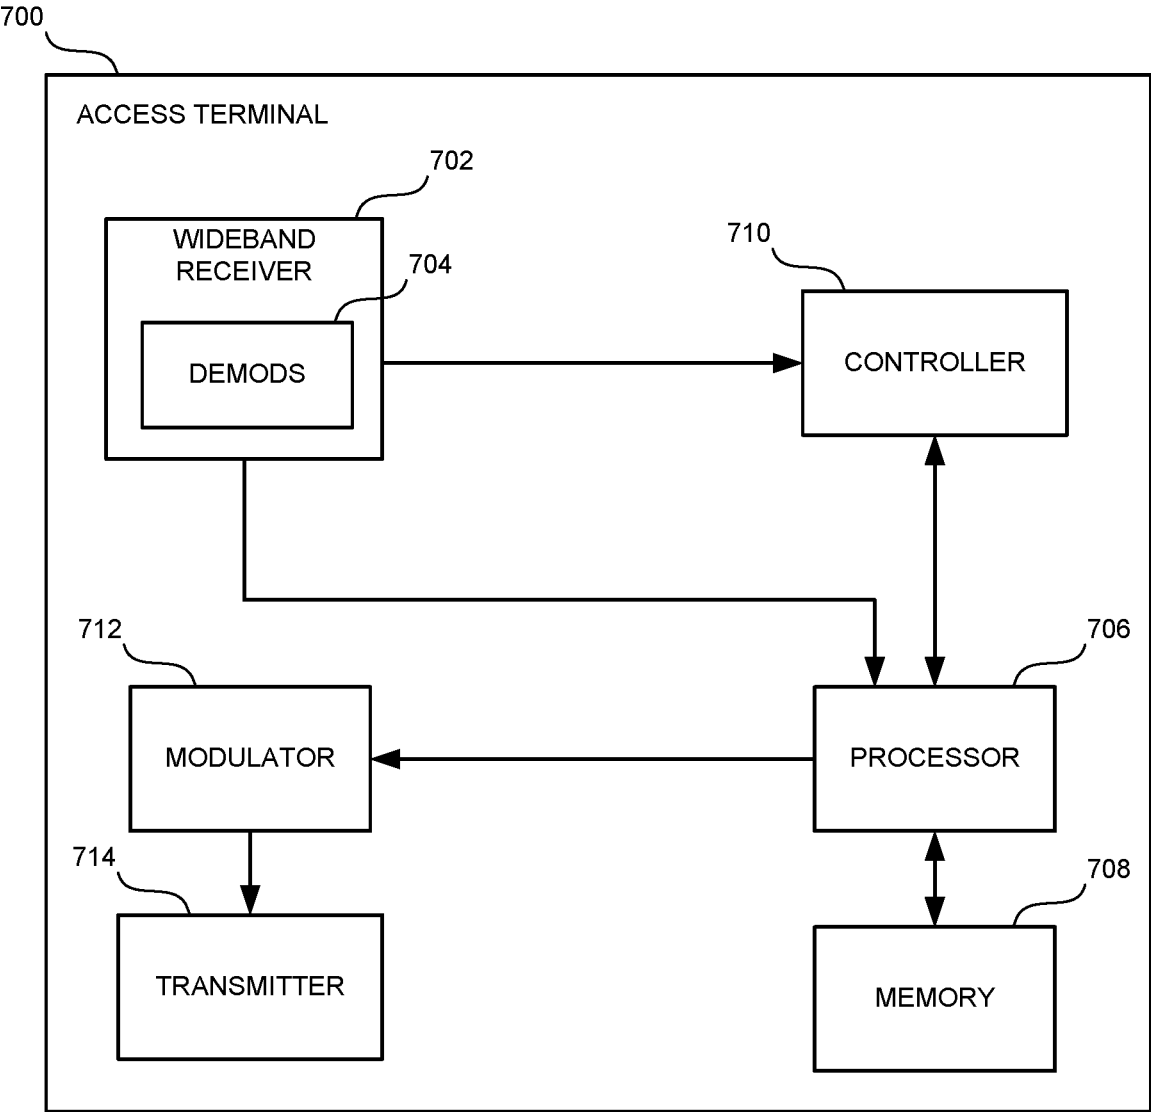 700
ACCESS TERMINAL
702
WIDEBAND
RECEIVER
704
DEMODS
710
CONTROLLER
712
MODULATOR
706
PROCESSOR
714
TRANSMITTER
708
MEMORY